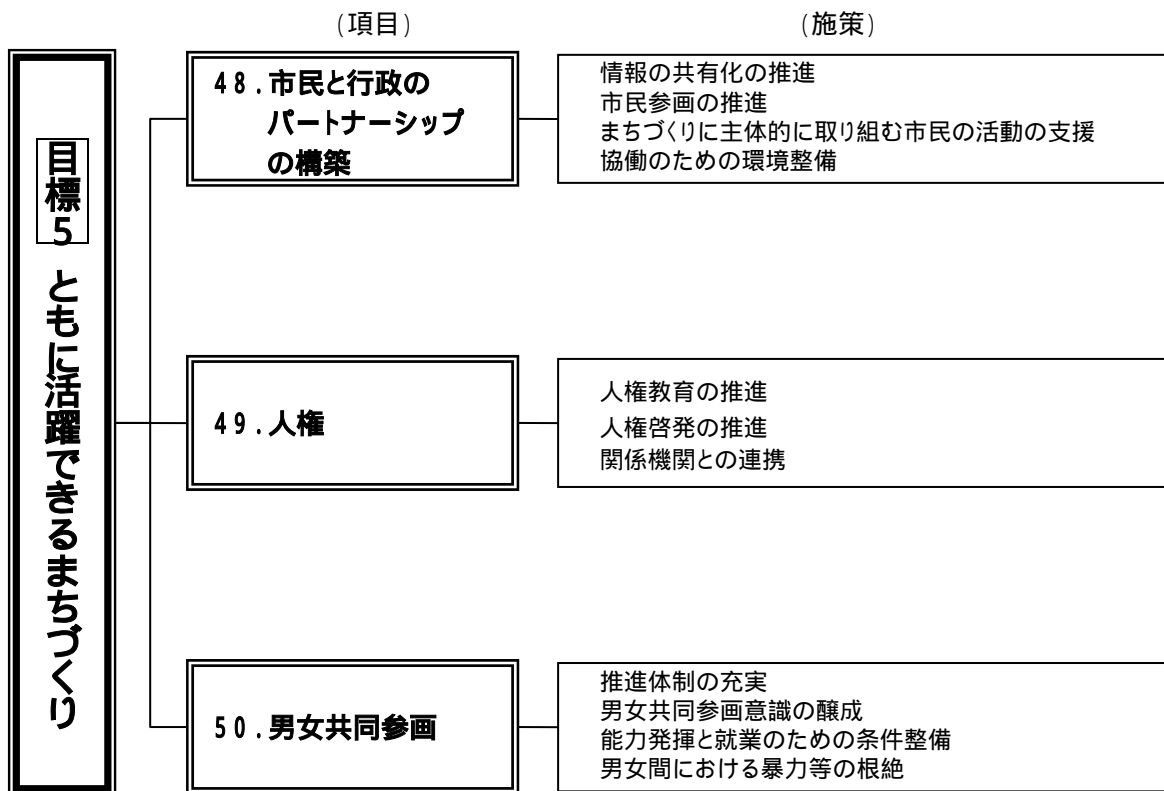 (項目)
(施策)
目標5 ともに活躍できるまちづくり
48.市民と行政の
パートナーシップ
の構築
情報の共有化の推進
市民参画の推進
まちづくりに主体的に取り組む市民の活動の支援
協働のための環境整備
49.人権
人権教育の推進
人権啓発の推進
関係機関との連携
50.男女共同参画
推進体制の充実
男女共同参画意識の醸成
能力発揮と就業のための条件整備
男女間における暴力等の根絶